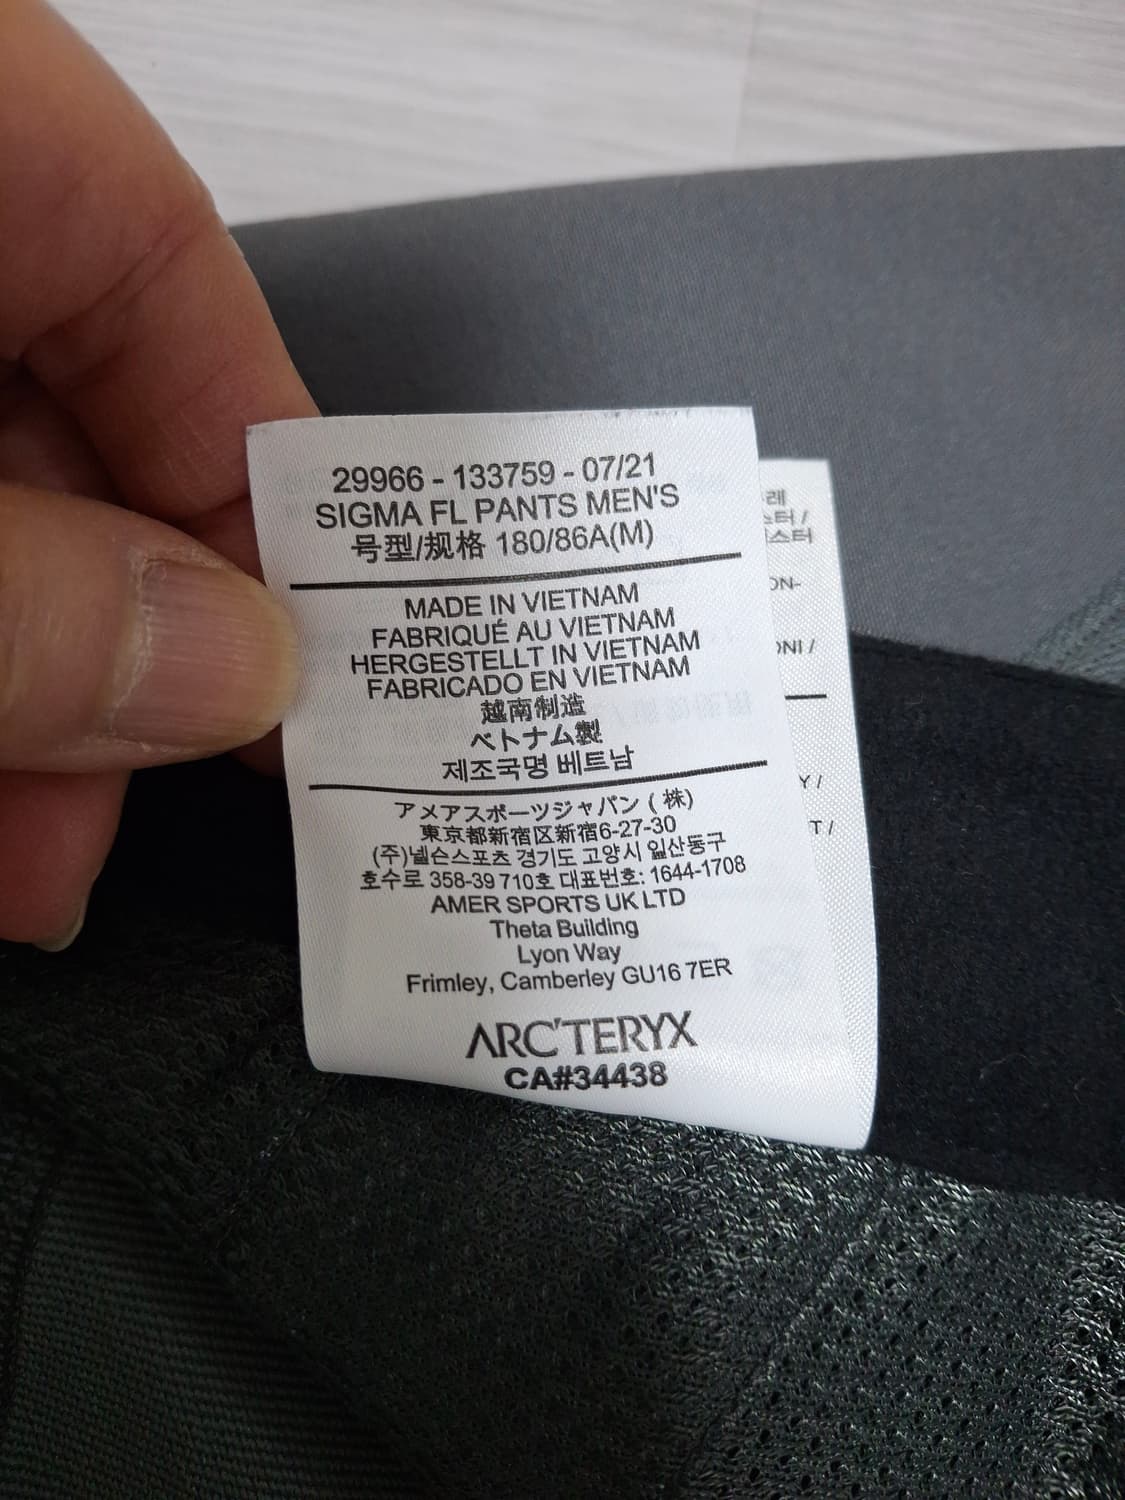 29966 - 133759 - 07/21
SIGMA FL PANTS MEN'S
号型/规格 180/86A(M)
MADE IN VIETNAM
FABRIQUÉ AU VIETNAM
HERGESTELLT IN VIETNAM
FABRICADO EN VIETNAM
越南制造
ベトナム製
제조국명 베트남
アメアスポーツジャパン ( 株)
東京都新宿区新宿6-27-30
(주)넬슨스포츠 경기도 고양시 일산동구
호수로 358-39 710호 대표번호: 1644-1708
AMER SPORTS UK LTD
Theta Building
Lyon Way
Frimley, Camberley GU16 7ER
ARC'TERYX
CA#34438